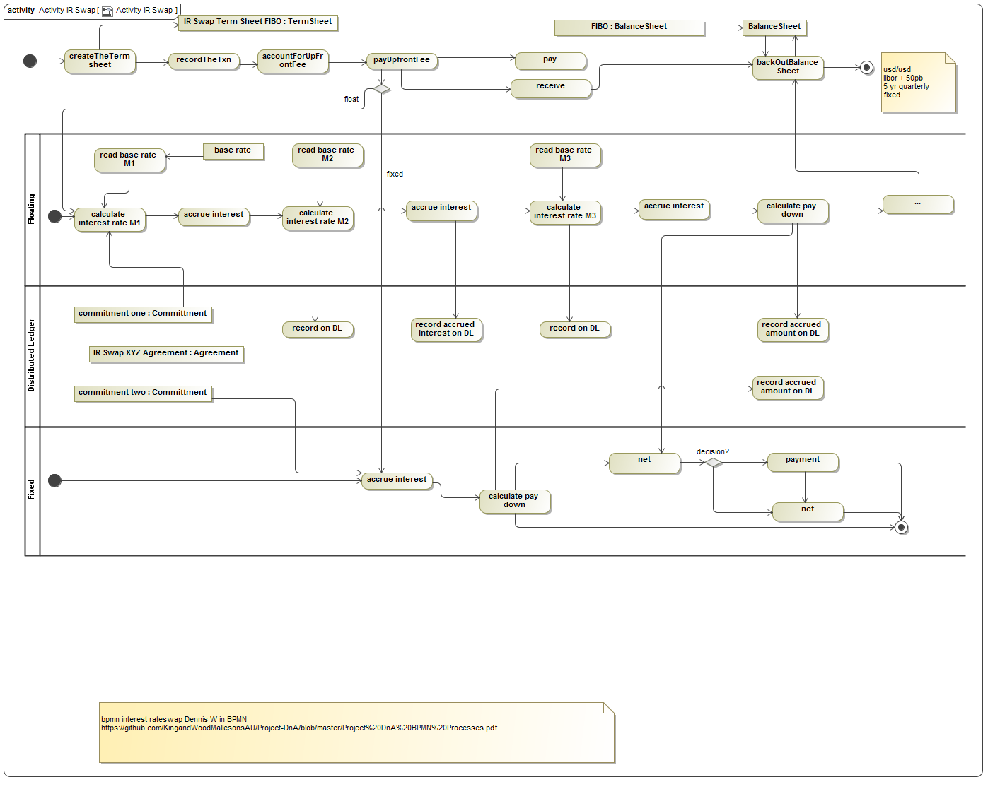 activity Activity IR Swap [ Activity IR Swap ]
IR Swap Term Sheet FIBO : TermSheet
FIBO : BalanceSheet
BalanceSheet
createTheTerm
sheet
recordTheTxn
accountForUpFr
ontFee
payUpfrontFee
pay
receive
backOutBalance
Sheet
usd/usd
libor + 50pb
5 yr quarterly
fixed
float
fixed
Floating
read base rate
M1
base rate
read base rate
M2
read base rate
M3
calculate
interest rate M1
accrue interest
calculate
interest rate M2
accrue interest
calculate
interest rate M3
accrue interest
calculate pay
down
...
Distributed Ledger
commitment one : Committment
record on DL
record accrued
interest on DL
record on DL
record accrued
amount on DL
IR Swap XYZ Agreement : Agreement
commitment two : Committment
record accrued
amount on DL
Fixed
accrue interest
calculate pay
down
net
decision?
payment
net
bpmn interest rateswap Dennis W in BPMN
https://github.com/KingandWoodMallesonsAU/Project-DnA/blob/master/Project%20DnA%20BPMN%20Processes.pdf